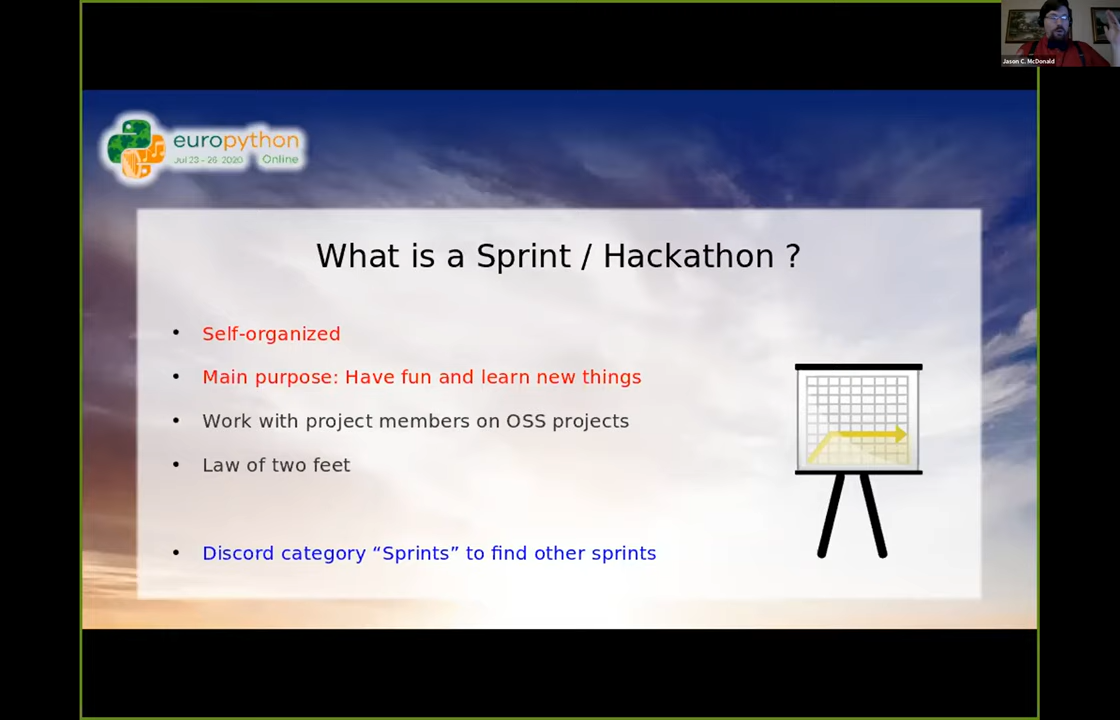 Jason C. McDonald
europython
Jul 23 - 26 2020 Online
What is a Sprint / Hackathon ?
• Self-organized
• Main purpose: Have fun and learn new things
• Work with project members on OSS projects
• Law of two feet
• Discord category “Sprints” to find other sprints